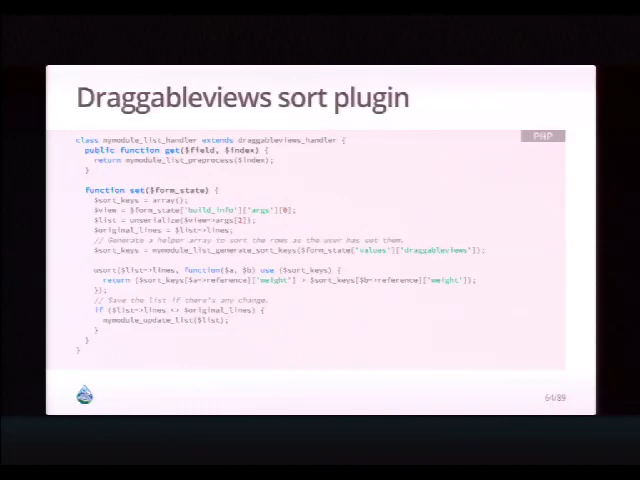 Draggableviews sort plugin
PHP
class mymodule_list_handler extends draggableviews_handler {
public function get($field, $index) {
return mymodule_list_preprocess($index);
}
function set($form_state) {
$sort_keys = array();
$view = $form_state['build_info']['args'][0];
$list = unserialize($view->args[2]);
$original_lines = $list->lines;
// Generate a helper array to sort the rows as the user has set them.
$sort_keys = mymodule_list_generate_sort_keys($form_state['values']['draggableviews']);
usort($list->lines, function($a, $b) use ($sort_keys) {
return ($sort_keys[$a->reference]['weight'] > $sort_keys[$b->reference]['weight']);
});
// Save the list if there's any change.
if ($list->lines <> $original_lines) {
mymodule_update_list($list);
}
}
}
64/89